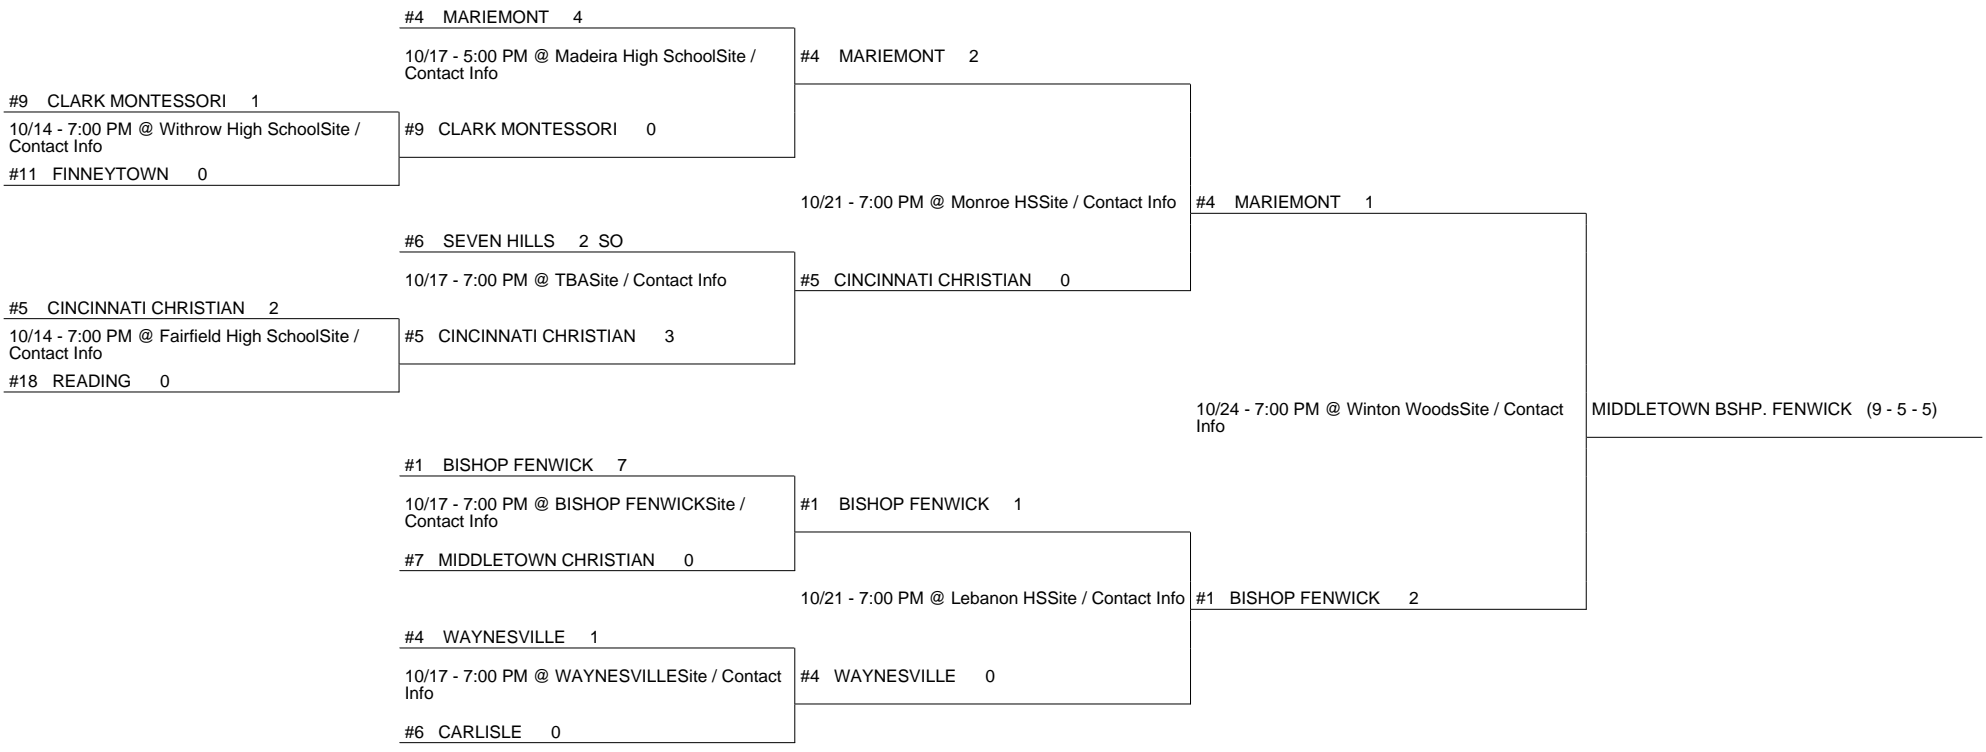 #4 MARIEMONT 4
10/17 - 5:00 PM @ Madeira High SchoolSite /
Contact Info
#4 MARIEMONT 2
#9 CLARK MONTESSORI 1
10/14 - 7:00 PM @ Withrow High SchoolSite /
Contact Info
#9 CLARK MONTESSORI 0
#11 FINNEYTOWN 0
10/21 - 7:00 PM @ Monroe HSSite / Contact Info
#4 MARIEMONT 1
#6 SEVEN HILLS 2 SO
10/17 - 7:00 PM @ TBASite / Contact Info
#5 CINCINNATI CHRISTIAN 0
#5 CINCINNATI CHRISTIAN 2
10/14 - 7:00 PM @ Fairfield High SchoolSite /
Contact Info
#5 CINCINNATI CHRISTIAN 3
#18 READING 0
10/24 - 7:00 PM @ Winton WoodsSite / Contact
Info
MIDDLETOWN BSHP. FENWICK (9 - 5 - 5)
#1 BISHOP FENWICK 7
10/17 - 7:00 PM @ BISHOP FENWICKSite /
Contact Info
#1 BISHOP FENWICK 1
#7 MIDDLETOWN CHRISTIAN 0
10/21 - 7:00 PM @ Lebanon HSSite / Contact Info
#1 BISHOP FENWICK 2
#4 WAYNESVILLE 1
10/17 - 7:00 PM @ WAYNESVILLESite / Contact
Info
#4 WAYNESVILLE 0
#6 CARLISLE 0